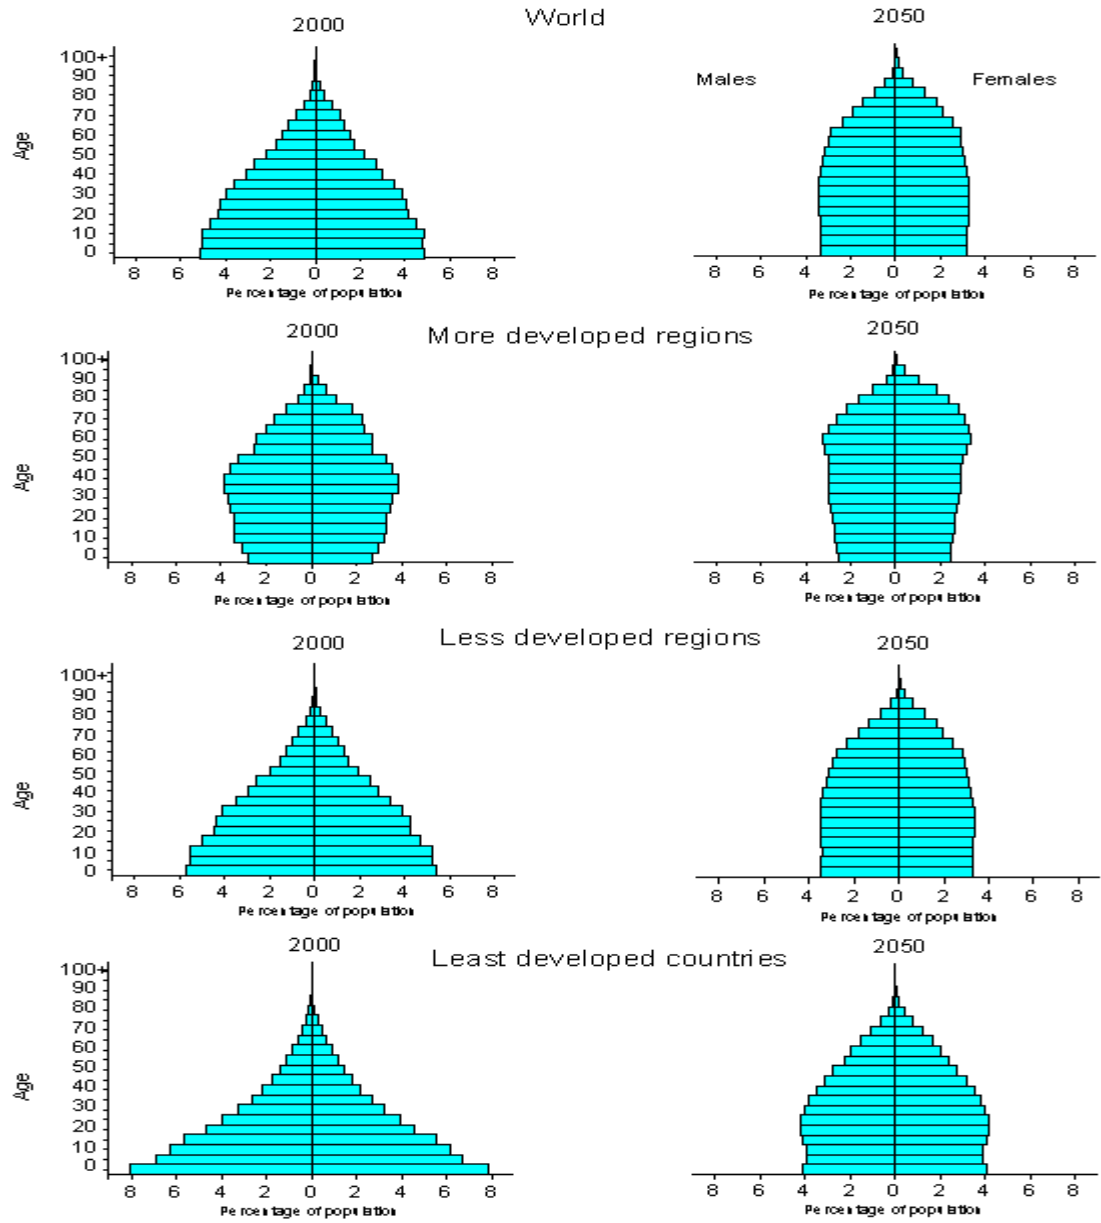 World
2000
2050
Males
Females
Age
100+
90
80
70
60
50
40
30
20
10
0
8 6 4 2 0 2 4 6 8
Percentage of population
8 6 4 2 0 2 4 6 8
Percentage of population
More developed regions
2000
2050
Age
100+
90
80
70
60
50
40
30
20
10
0
8 6 4 2 0 2 4 6 8
Percentage of population
8 6 4 2 0 2 4 6 8
Percentage of population
Less developed regions
2000
2050
Age
100+
90
80
70
60
50
40
30
20
10
0
8 6 4 2 0 2 4 6 8
Percentage of population
8 6 4 2 0 2 4 6 8
Percentage of population
Least developed countries
2000
2050
Age
100+
90
80
70
60
50
40
30
20
10
0
8 6 4 2 0 2 4 6 8
Percentage of population
8 6 4 2 0 2 4 6 8
Percentage of population